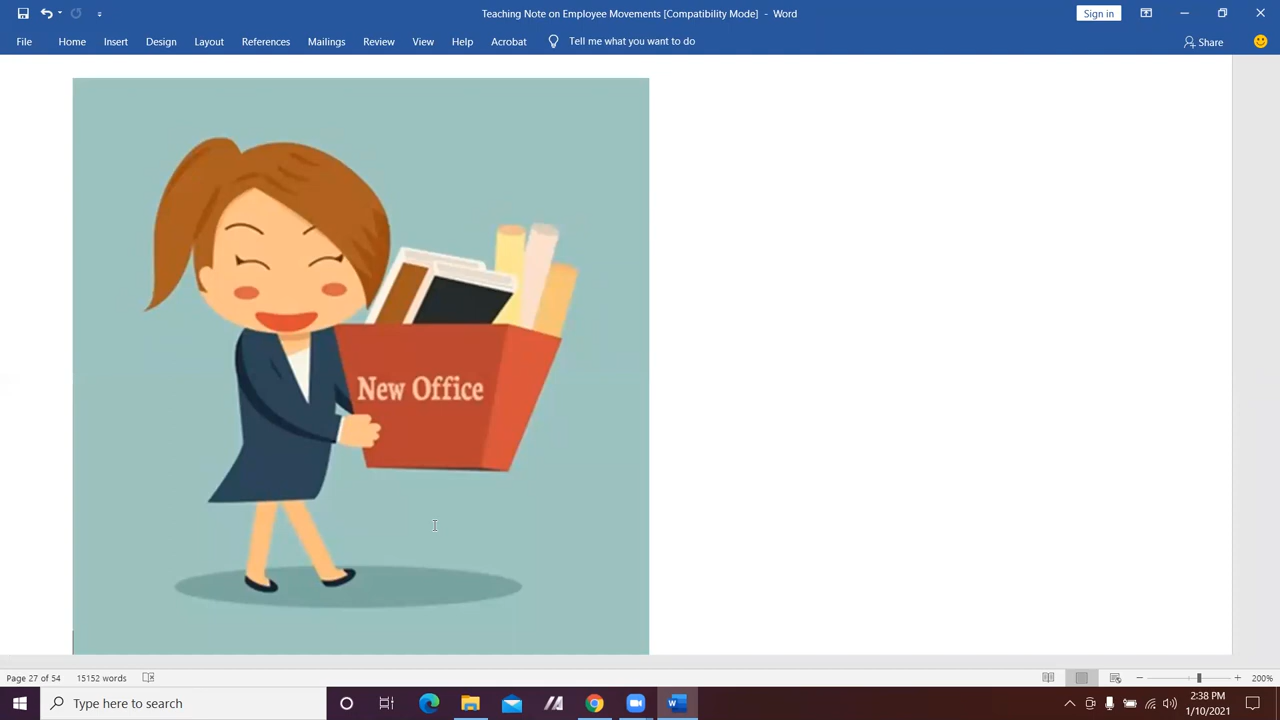 Teaching Note on Employee Movements [Compatibility Mode] - Word
Sign in
File Home Insert Design Layout References Mailings Review View Help Acrobat Tell me what you want to do Share
New Office
Page 27 of 54 15152 words 200%
Type here to search
2:38 PM
1/10/2021